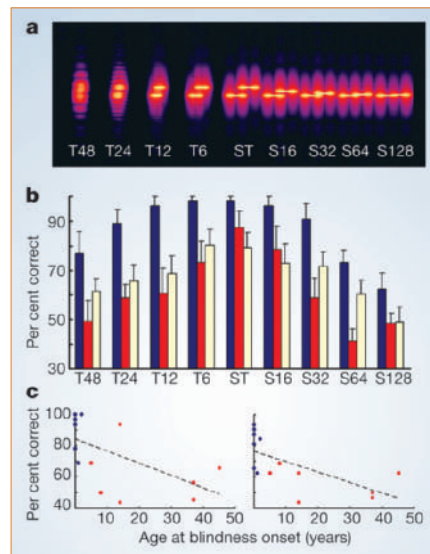 a
T48 T24 T12 T6 ST S16 S32 S64 S128
b
Per cent correct
90
70
50
30
T48 T24 T12 T6 ST S16 S32 S64 S128
c
Per cent correct
100
80
60
40
0 10 20 30 40 50 0 10 20 30 40 50
Age at blindness onset (years)